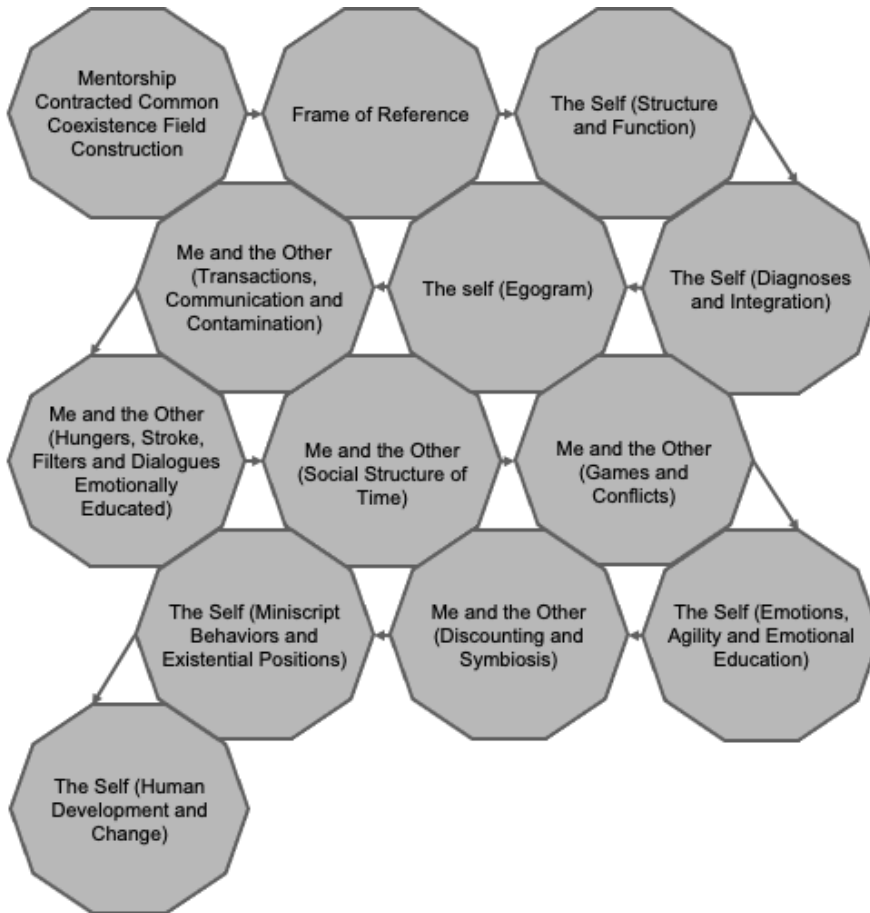 Mentorship
Contracted Common
Coexistence Field
Construction
Frame of Reference
The Self (Structure
and Function)
The Self (Diagnoses
and Integration)
The self (Egogram)
Me and the Other
(Transactions,
Communication and
Contamination)
Me and the Other
(Hungers, Stroke,
Filters and Dialogues
Emotionally
Educated)
Me and the Other
(Social Structure of
Time)
Me and the Other
(Games and
Conflicts)
The Self (Emotions,
Agility and Emotional
Education)
Me and the Other
(Discounting and
Symbiosis)
The Self (Miniscript
Behaviors and
Existential Positions)
The Self (Human
Development and
Change)